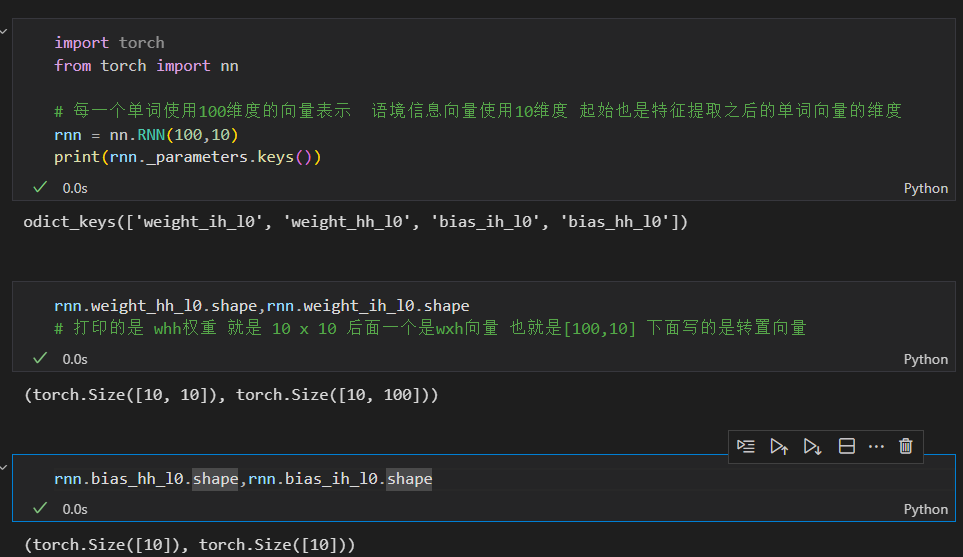 import torch
from torch import nn
# 每一个单词使用100维度的向量表示  语境信息向量使用10维度 起始也是特征提取之后的单词向量的维度
rnn = nn.RNN(100,10)
print(rnn._parameters.keys())
0.0s
Python
odict_keys(['weight_ih_l0', 'weight_hh_l0', 'bias_ih_l0', 'bias_hh_l0'])
rnn.weight_hh_l0.shape,rnn.weight_ih_l0.shape
# 打印的是 whh权重 就是 10 x 10 后面一个是wxh向量 也就是[100,10] 下面写的是转置向量
0.0s
Python
(torch.Size([10, 10]), torch.Size([10, 100]))
rnn.bias_hh_l0.shape,rnn.bias_ih_l0.shape
0.0s
Python
(torch.Size([10]), torch.Size([10]))